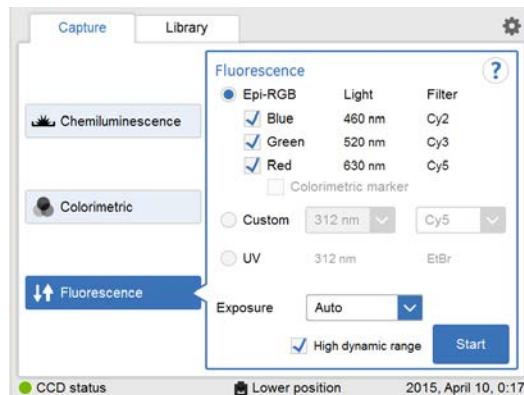 Capture Library
Fluorescence ?
Epi-RGB Light Filter
Blue 460 nm Cy2
Green 520 nm Cy3
Red 630 nm Cy5
Colorimetric marker
Custom 312 nm Cy5
UV 312 nm EtBr
Exposure Auto
High dynamic range Start
Chemiluminescence
Colorimetric
Fluorescence
CCD status Lower position 2015, April 10, 0:17